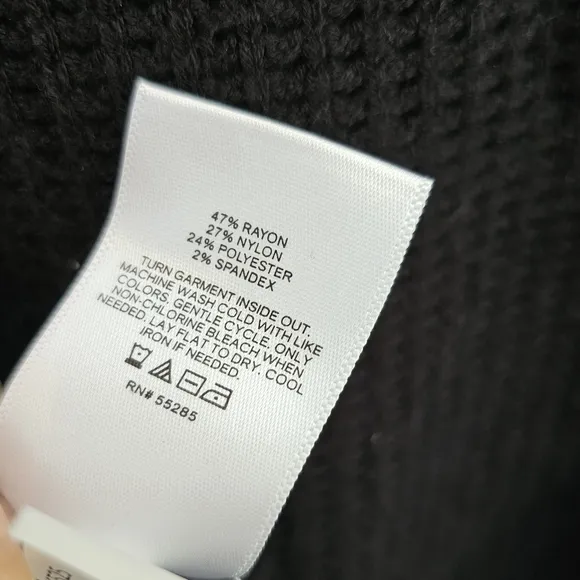 47% RAYON
27% NYLON
24% POLYESTER
2% SPANDEX
TURN GARMENT INSIDE OUT.
MACHINE WASH COLD WITH LIKE
COLORS. GENTLE CYCLE. ONLY
NON-CHLORINE BLEACH WHEN
NEEDED. LAY FLAT TO DRY. COOL
IRON IF NEEDED.
RN# 55285